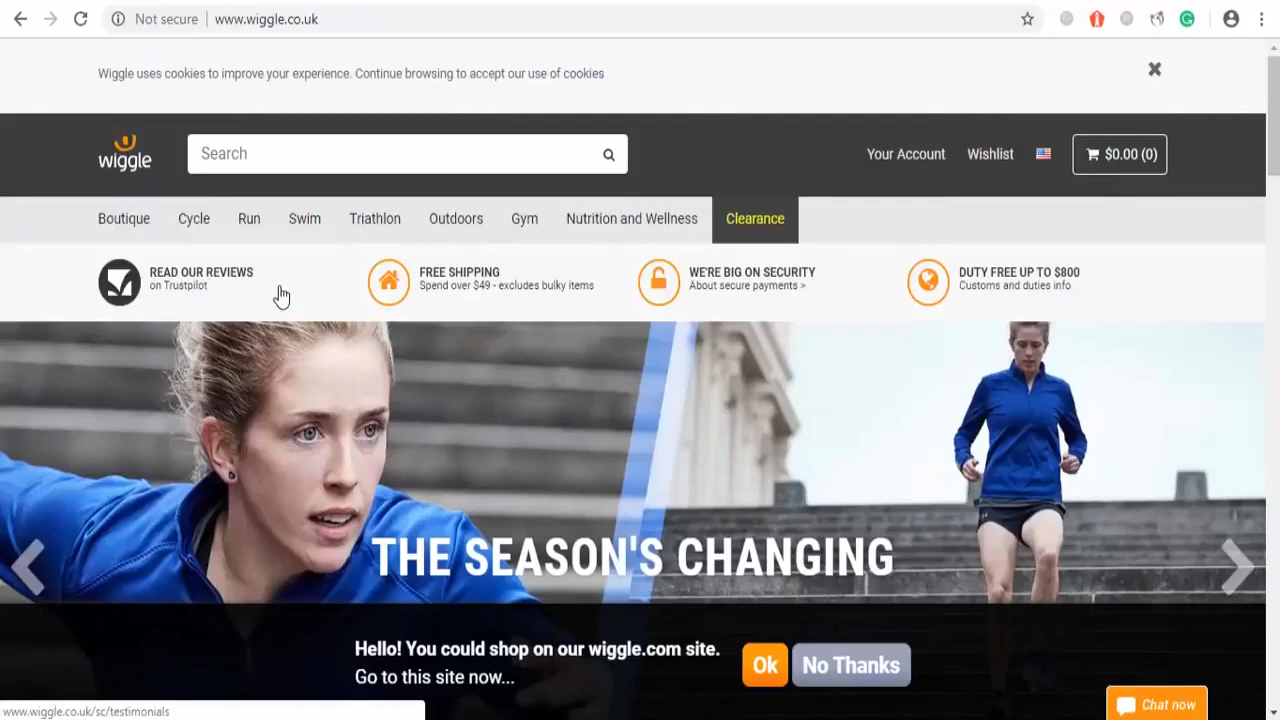 Not secure | www.wiggle.co.uk
Wiggle uses cookies to improve your experience. Continue browsing to accept our use of cookies
wiggle
Search
Your Account
Wishlist
$0.00 (0)
Boutique
Cycle
Run
Swim
Triathlon
Outdoors
Gym
Nutrition and Wellness
Clearance
READ OUR REVIEWS
on Trustpilot
FREE SHIPPING
Spend over $49 - excludes bulky items
WE'RE BIG ON SECURITY
About secure payments >
DUTY FREE UP TO $800
Customs and duties info
THE SEASON'S CHANGING
Hello! You could shop on our wiggle.com site.
Go to this site now...
Ok
No Thanks
Chat now
www.wiggle.co.uk/sc/testimonials